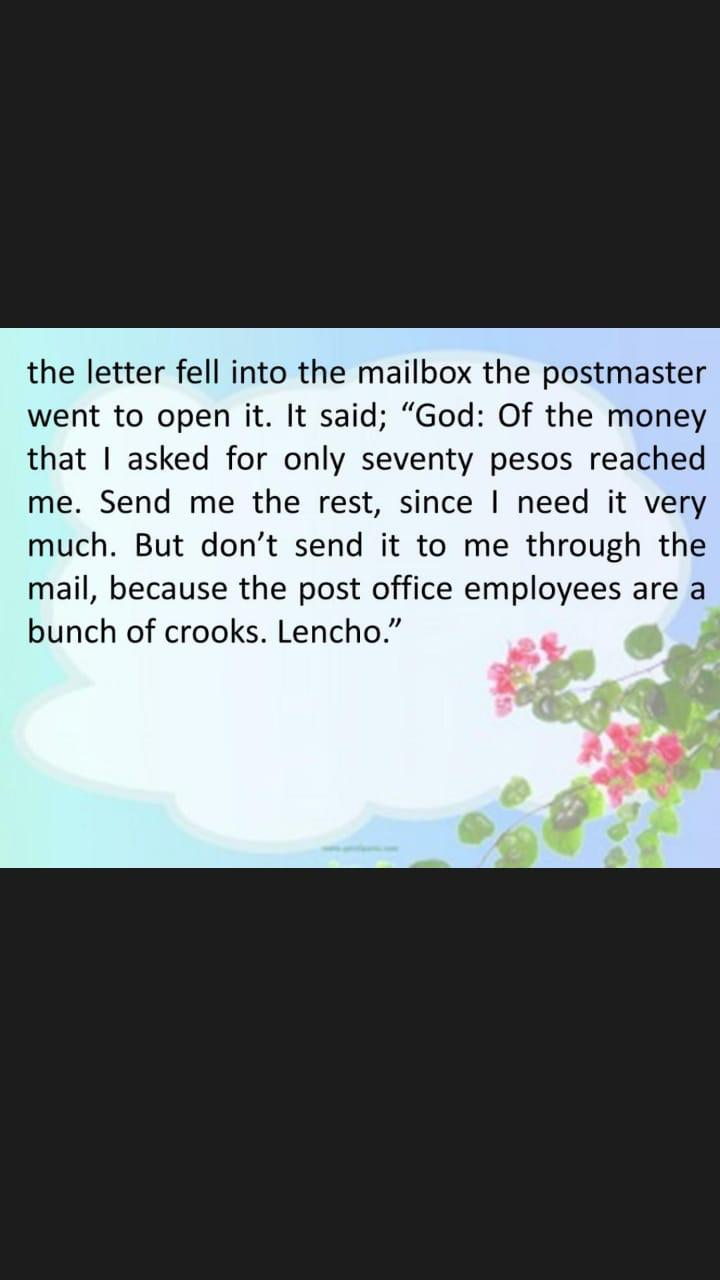 the letter fell into the mailbox the postmaster
went to open it. It said; “God: Of the money
that I asked for only seventy pesos reached
me. Send me the rest, since I need it very
much. But don’t send it to me through the
mail, because the post office employees are a
bunch of crooks. Lencho.”